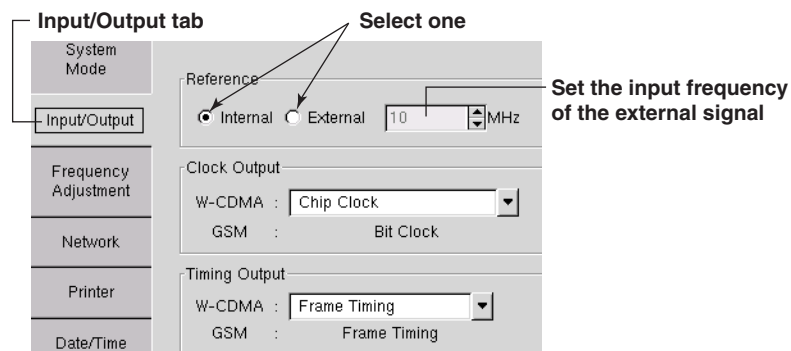 Input/Output tab
Select one
System
Mode
Input/Output
Frequency
Adjustment
Network
Printer
Date/Time
Reference
Internal External 10 MHz
Set the input frequency
of the external signal
Clock Output
W-CDMA : Chip Clock
GSM : Bit Clock
Timing Output
W-CDMA : Frame Timing
GSM : Frame Timing